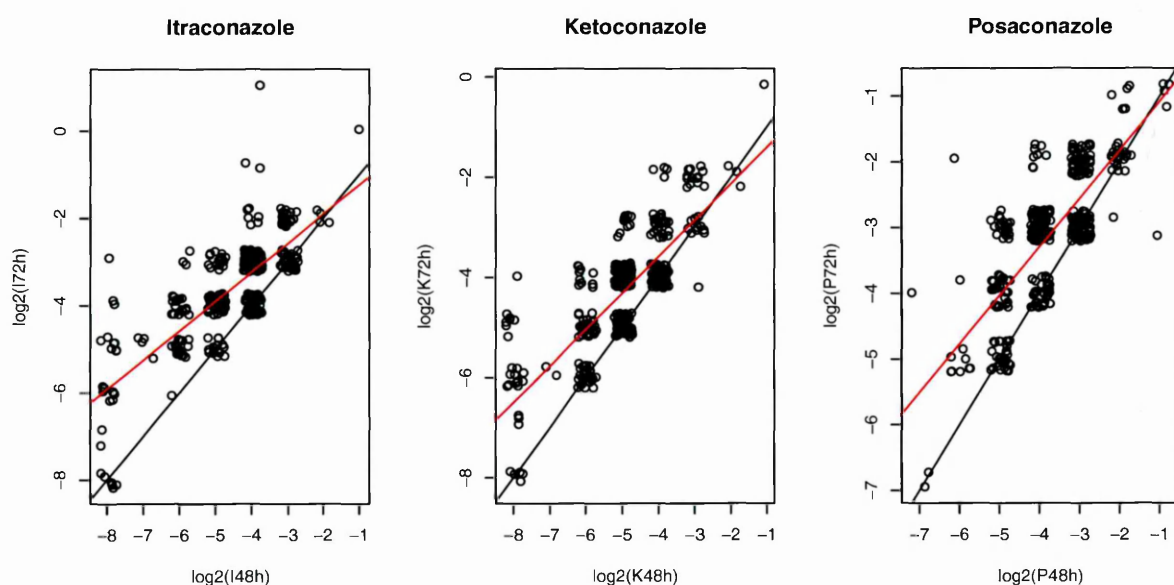 Itraconazole
log2(I72h)
0
−2
−4
−6
−8
−8 −7 −6 −5 −4 −3 −2 −1
log2(I48h)
Ketoconazole
log2(K72h)
0
−2
−4
−6
−8
−8 −7 −6 −5 −4 −3 −2 −1
log2(K48h)
Posaconazole
log2(P72h)
−1
−2
−3
−4
−5
−6
−7
−7 −6 −5 −4 −3 −2 −1
log2(P48h)